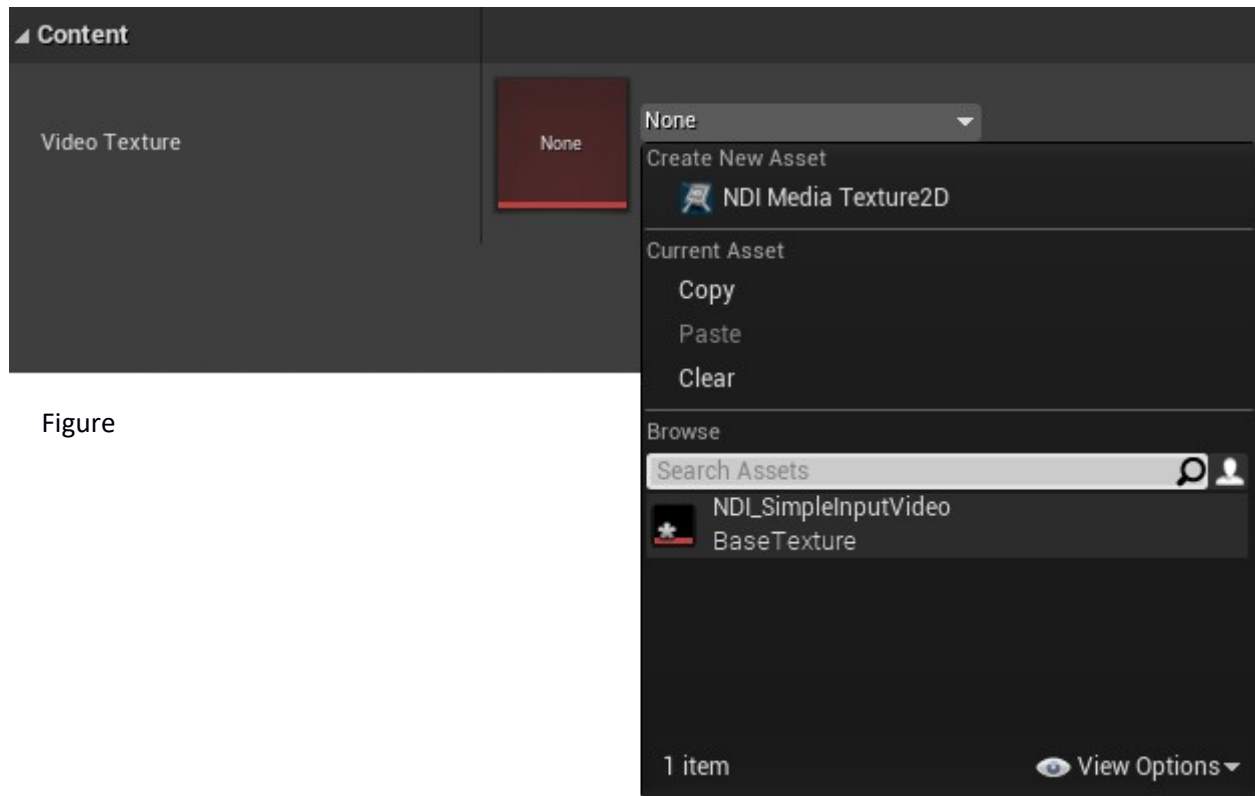 Content
Video Texture
None
None
Create New Asset
NDI Media Texture2D
Current Asset
Copy
Paste
Clear
Browse
Search Assets
NDI_SimpleInputVideo
BaseTexture
1 item
View Options
Figure